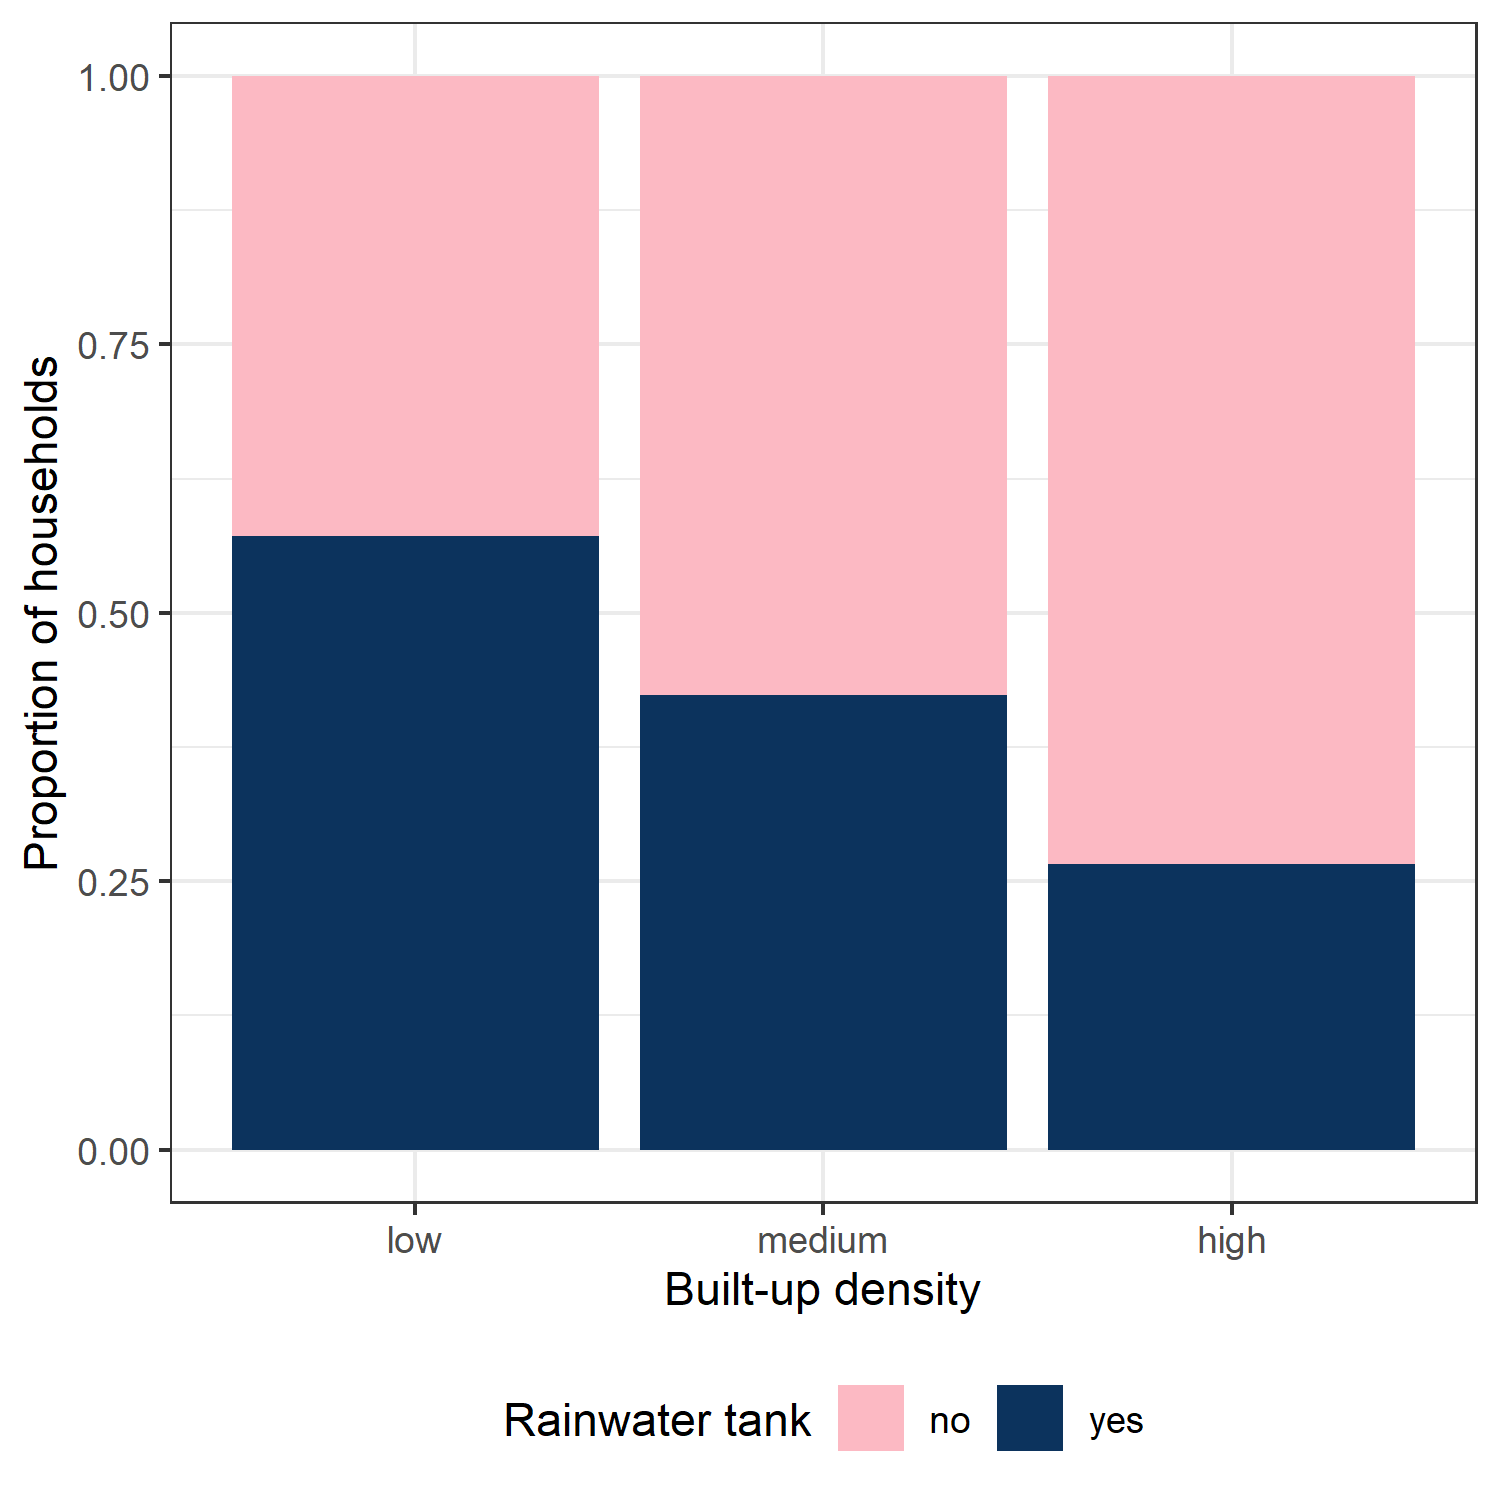 Proportion of households
1.00
0.75
0.50
0.25
0.00
low medium high
Built-up density
Rainwater tank no yes